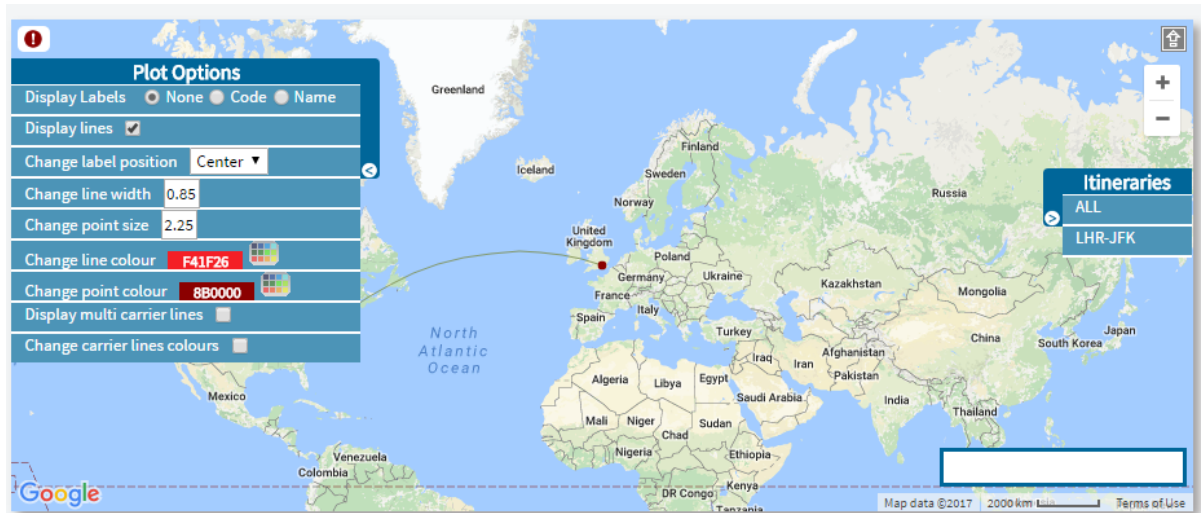 Plot Options
Display Labels None Code Name
Display lines
Change label position Center
Change line width 0.85
Change point size 2.25
Change line colour F41F26
Change point colour 8B0000
Display multi carrier lines
Change carrier lines colours
Itineraries
ALL
LHR-JFK
+
−
Greenland
Iceland
Finland
Sweden
Norway
Russia
United
Kingdom
Poland
Germany
Ukraine
France
Kazakhstan
Mongolia
Italy
Spain
Turkey
China
Japan
South Korea
North
Atlantic
Ocean
Iraq
Iran
Afghanistan
Pakistan
Algeria
Libya
Egypt
Saudi Arabia
India
Mexico
Thailand
Mali
Niger
Sudan
Chad
Nigeria
Ethiopia
Venezuela
Colombia
Kenya
DR Congo
Tanzania
Google
Map data ©2017
2000 km
Terms of Use